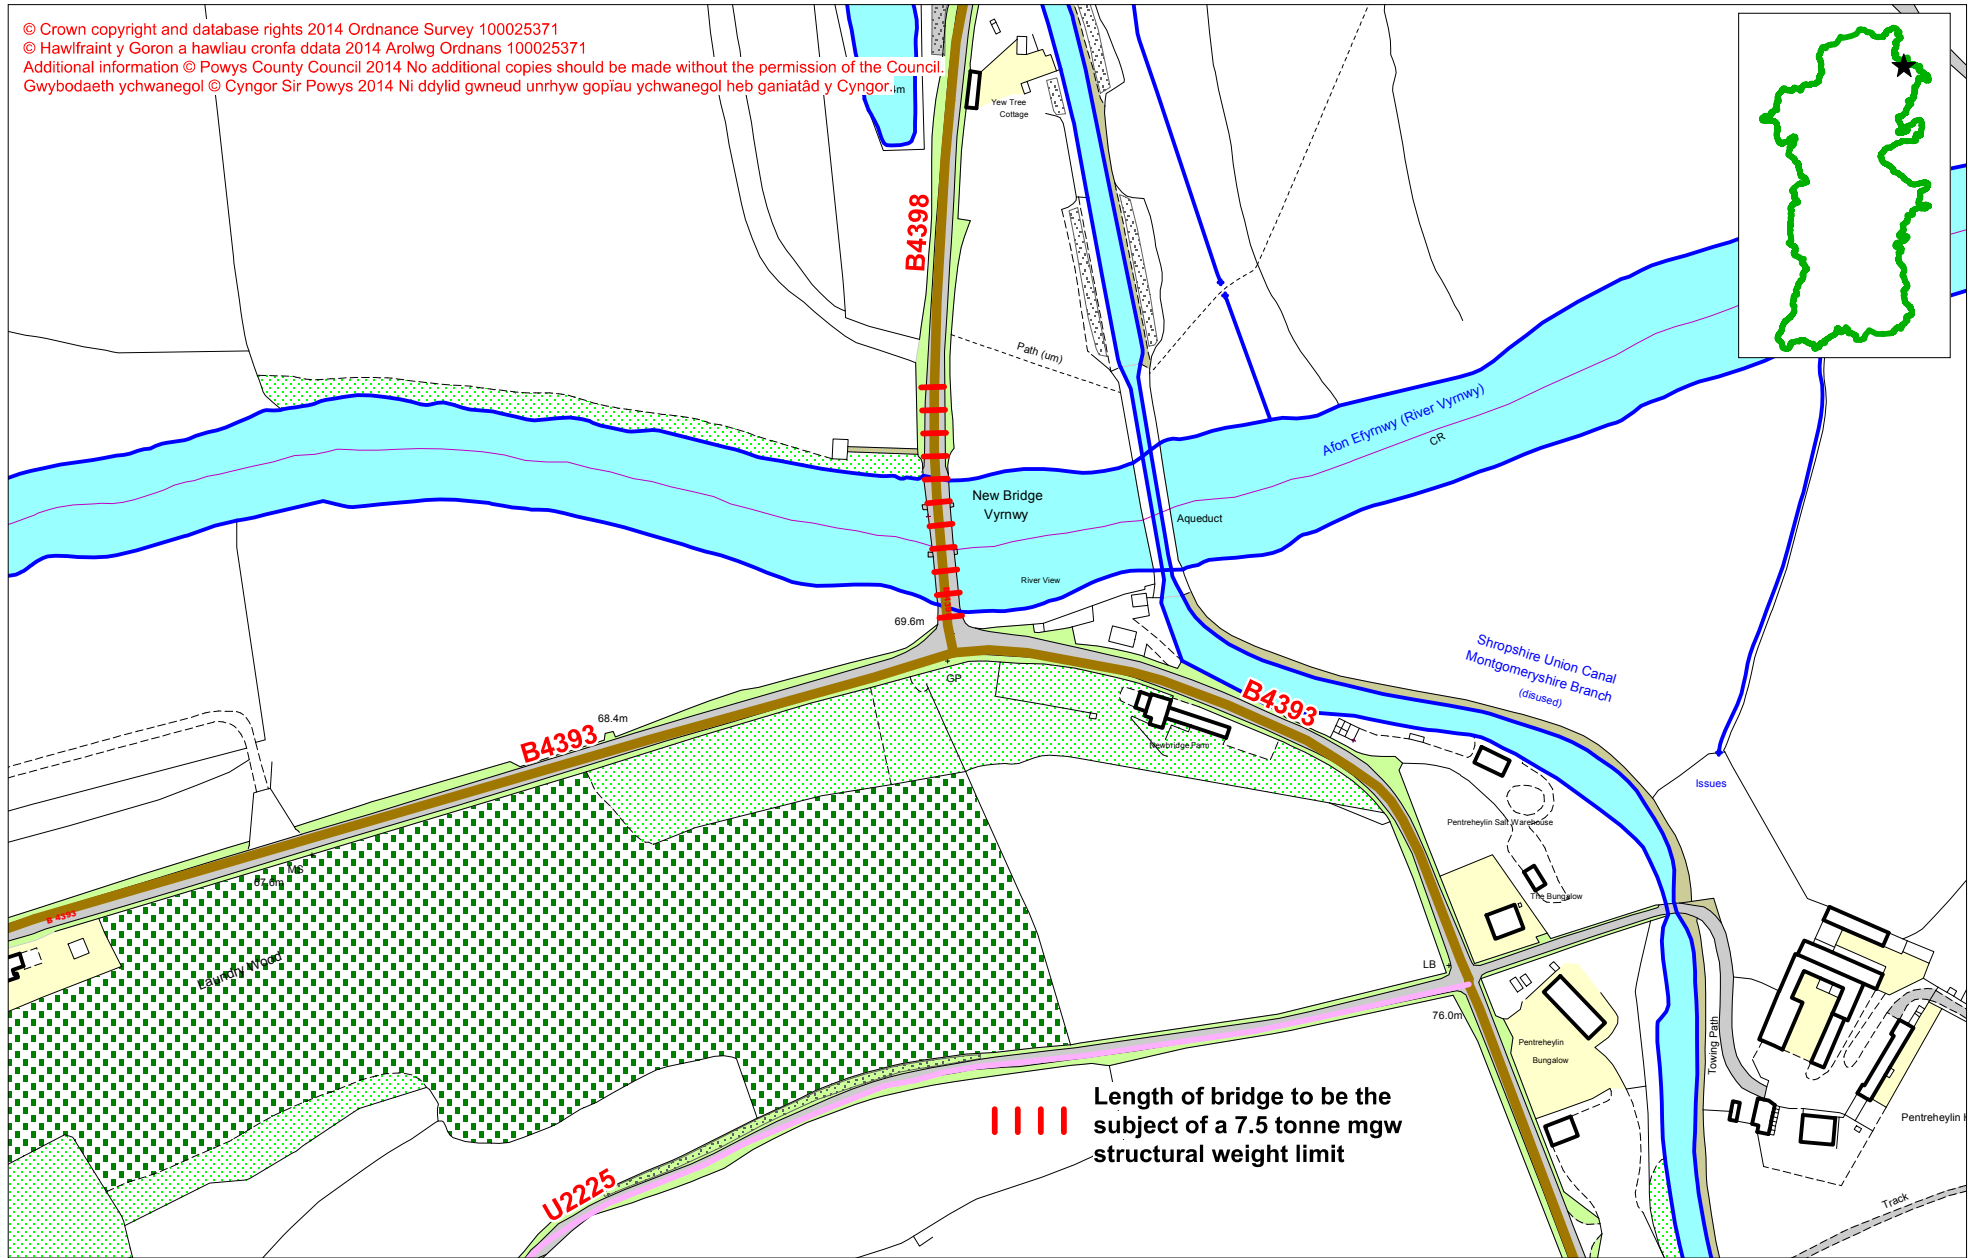 © Crown copyright and database rights 2014 Ordnance Survey 100025371
© Hawlfraint y Goron a hawliau cronfa ddata 2014 Arolwg Ordnans 100025371
Additional information © Powys County Council 2014 No additional copies should be made without the permission of the Council.
Gwybodaeth ychwanegol © Cyngor Sir Powys 2014 Ni ddylid gwneud unrhyw gopïau ychwanegol heb ganiatâd y Cyngor.
Yew Tree
Cottage
B4398
Path (um)
Afon Efyrnwy (River Vyrnwy)
CR
New Bridge
Vyrnwy
Aqueduct
River View
69.6m
GP
Shropshire Union Canal
Montgomeryshire Branch
(disused)
B4393
68.4m
B4393
Newbridge Farm
Issues
Pentreheylin Salt Warehouse
MS
67.6m
The Bungalow
B 4393
Laundry Wood
LB
76.0m
Towing Path
Pentreheylin
Bungalow
Length of bridge to be the
subject of a 7.5 tonne mgw
structural weight limit
Pentreheylin
U2225
Track